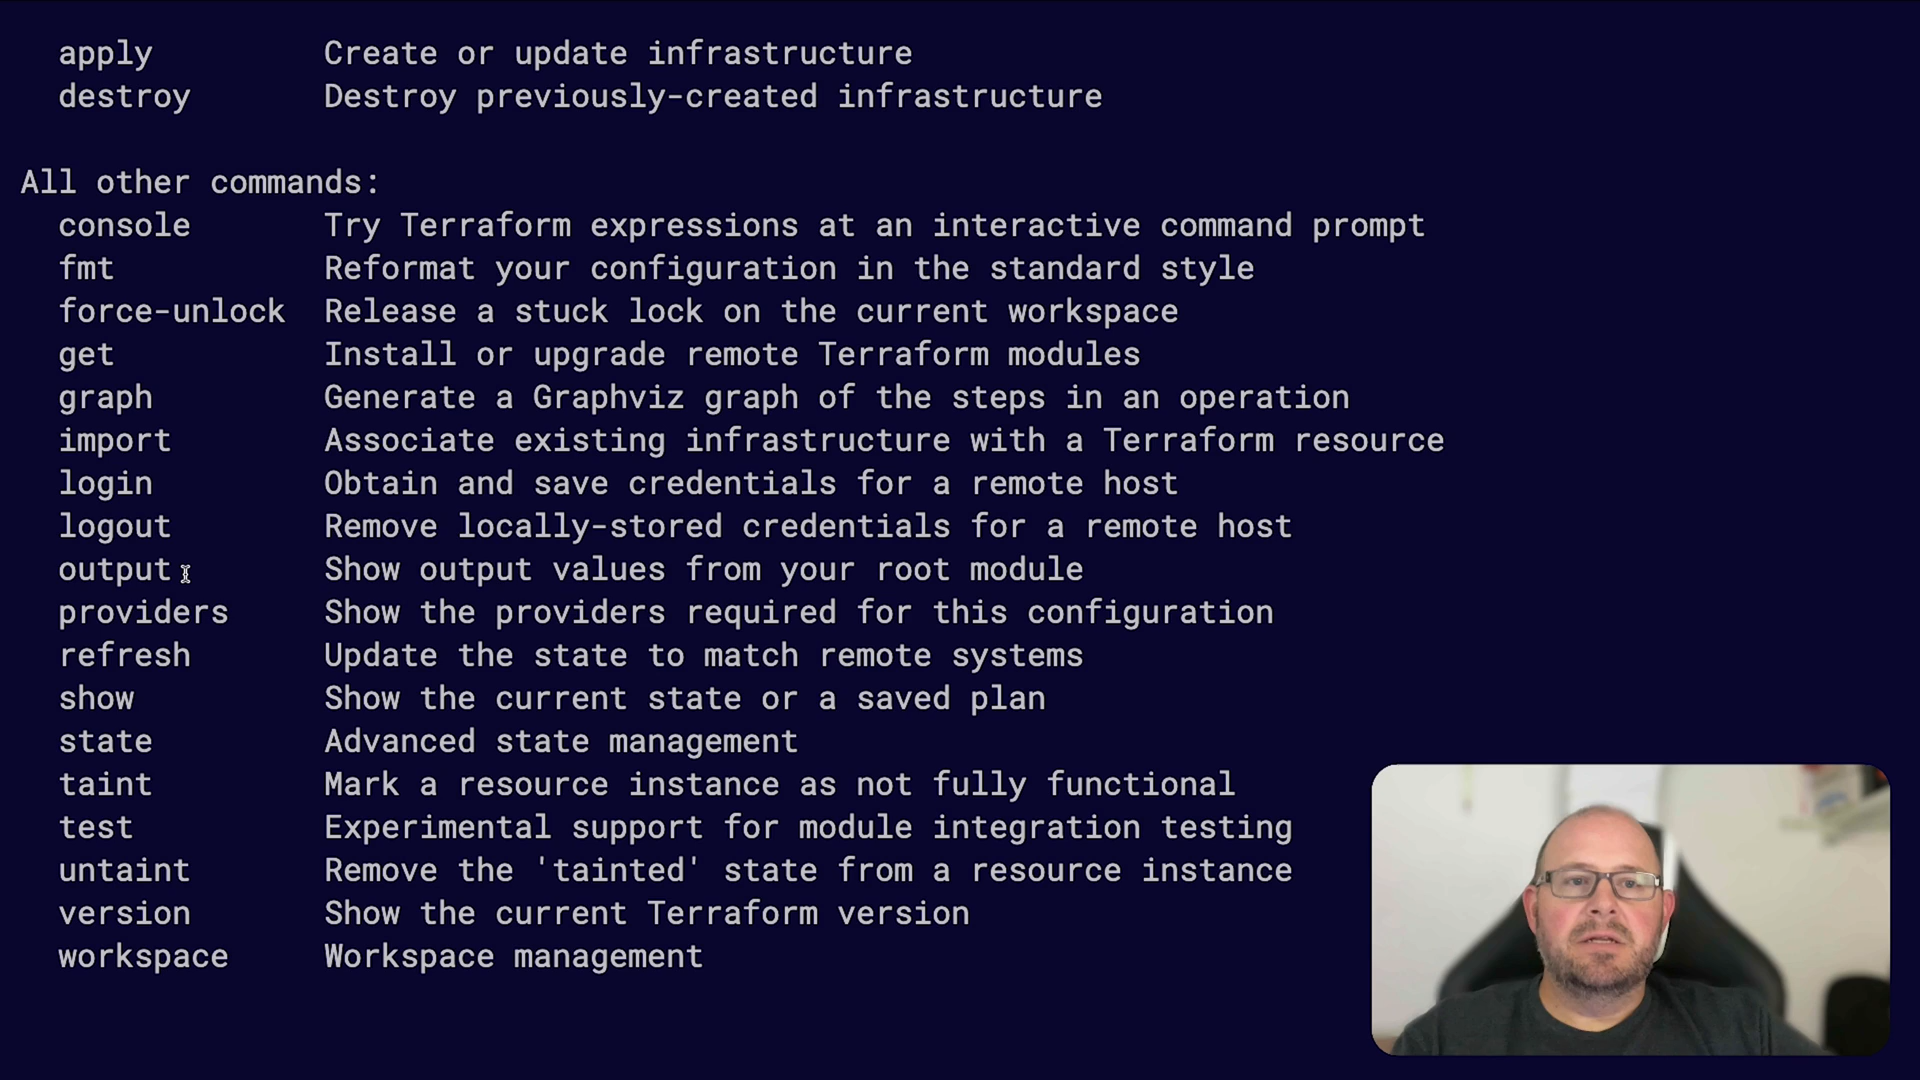 apply Create or update infrastructure
destroy Destroy previously-created infrastructure
All other commands:
console Try Terraform expressions at an interactive command prompt
fmt Reformat your configuration in the standard style
force-unlock Release a stuck lock on the current workspace
get Install or upgrade remote Terraform modules
graph Generate a Graphviz graph of the steps in an operation
import Associate existing infrastructure with a Terraform resource
login Obtain and save credentials for a remote host
logout Remove locally-stored credentials for a remote host
output Show output values from your root module
providers Show the providers required for this configuration
refresh Update the state to match remote systems
show Show the current state or a saved plan
state Advanced state management
taint Mark a resource instance as not fully functional
test Experimental support for module integration testing
untaint Remove the 'tainted' state from a resource instance
version Show the current Terraform version
workspace Workspace management